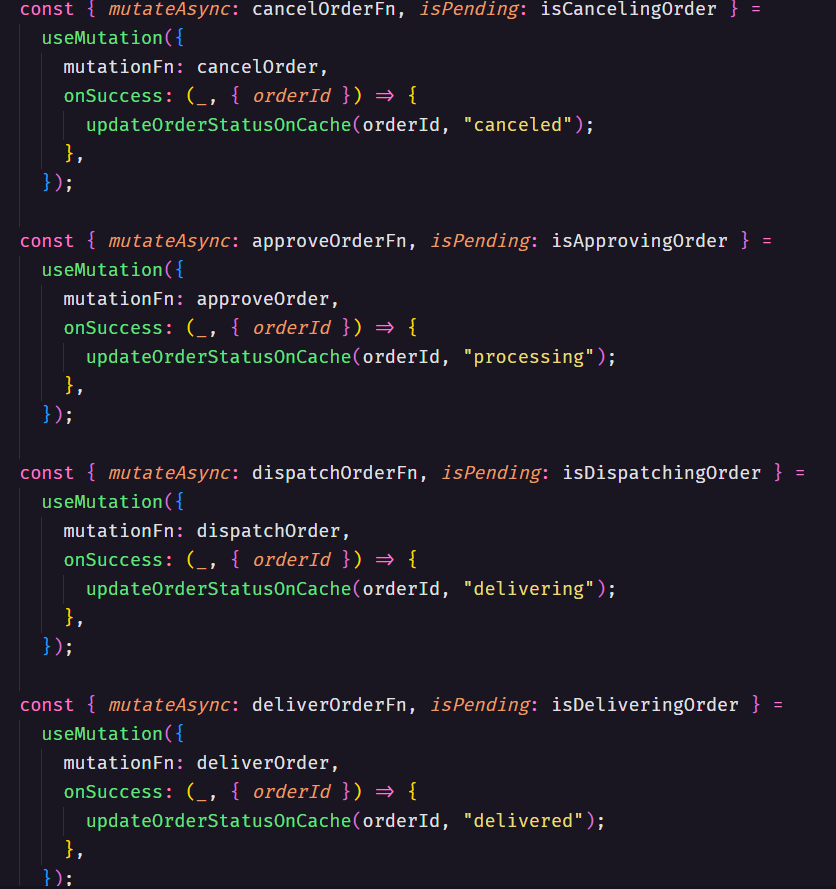 const { mutateAsync: cancelOrderFn, isPending: isCancelingOrder } =
  useMutation({
    mutationFn: cancelOrder,
    onSuccess: (_, { orderId }) => {
      updateOrderStatusOnCache(orderId, "canceled");
    },
  });

const { mutateAsync: approveOrderFn, isPending: isApprovingOrder } =
  useMutation({
    mutationFn: approveOrder,
    onSuccess: (_, { orderId }) => {
      updateOrderStatusOnCache(orderId, "processing");
    },
  });

const { mutateAsync: dispatchOrderFn, isPending: isDispatchingOrder } =
  useMutation({
    mutationFn: dispatchOrder,
    onSuccess: (_, { orderId }) => {
      updateOrderStatusOnCache(orderId, "delivering");
    },
  });

const { mutateAsync: deliverOrderFn, isPending: isDeliveringOrder } =
  useMutation({
    mutationFn: deliverOrder,
    onSuccess: (_, { orderId }) => {
      updateOrderStatusOnCache(orderId, "delivered");
    },
  });